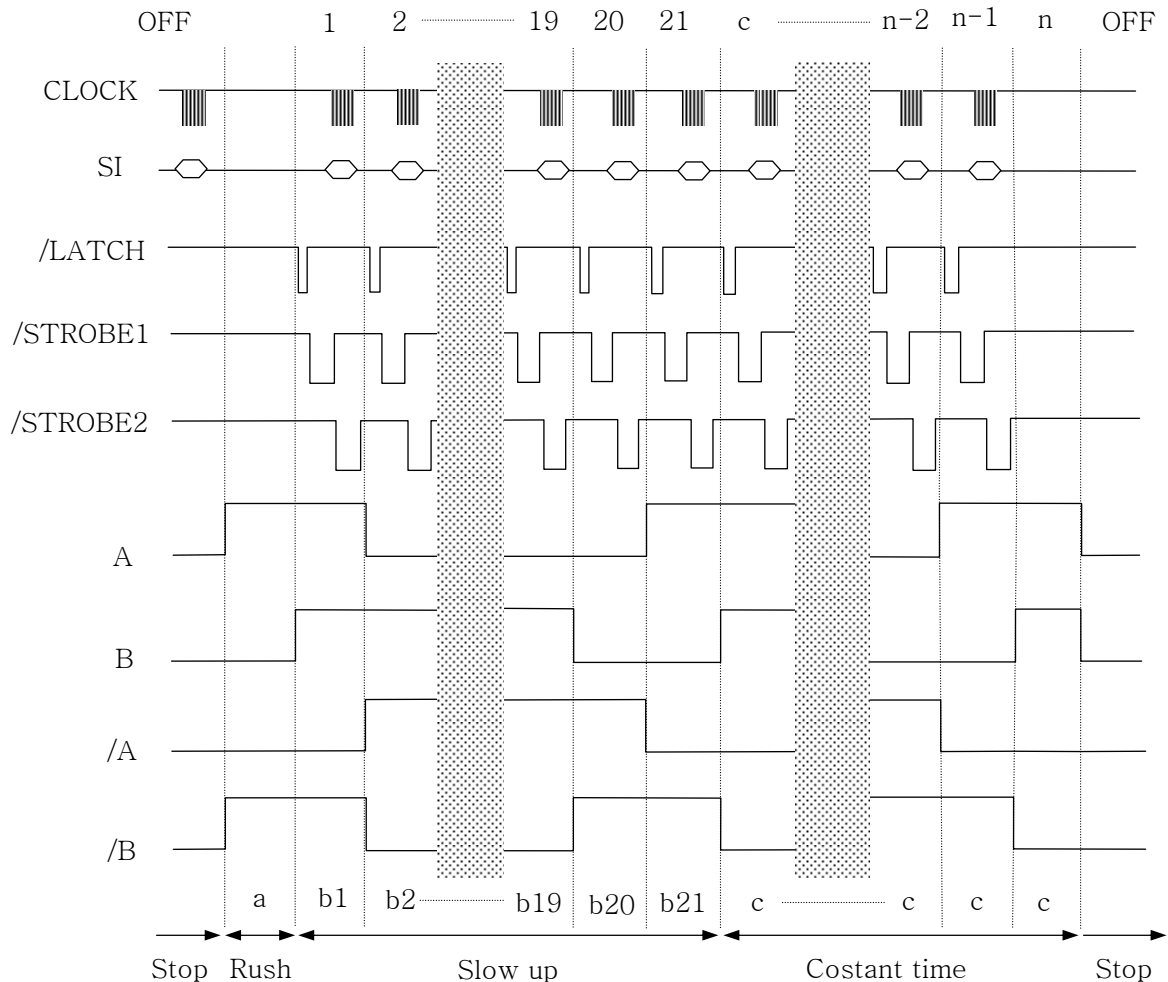 OFF 1 2 19 20 21 c n-2 n-1 n OFF
CLOCK
SI
/LATCH
/STROBE1
/STROBE2
A
B
/A
/B
a b1 b2 b19 b20 b21 c c c c
Stop Rush Slow up Costant time Stop